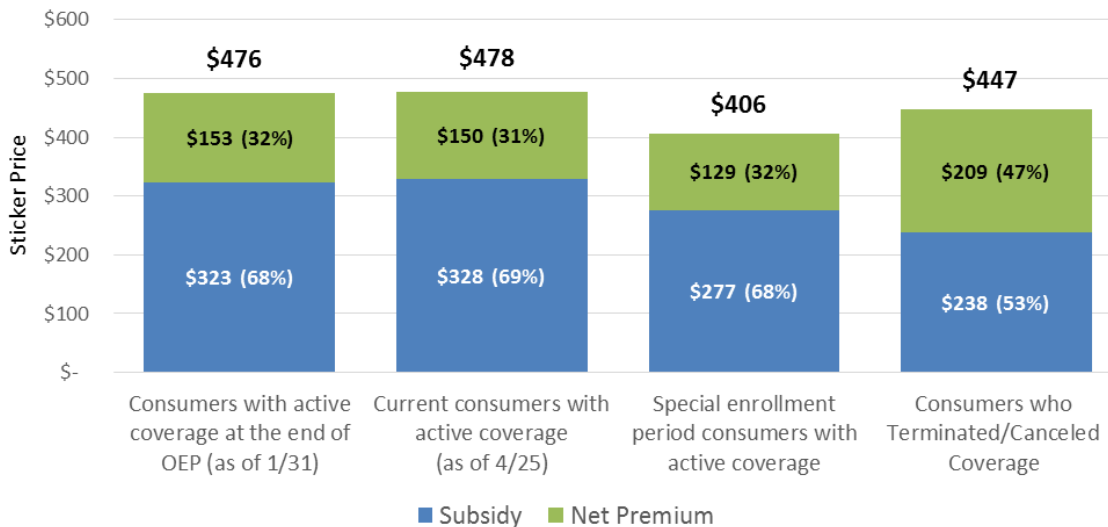 $600
$500
$400
$300
$200
$100
$-
Sticker Price
$476
$478
$406
$447
$153 (32%)
$150 (31%)
$129 (32%)
$209 (47%)
$323 (68%)
$328 (69%)
$277 (68%)
$238 (53%)
Consumers with active
coverage at the end of
OEP (as of 1/31)
Current consumers with
active coverage
(as of 4/25)
Special enrollment
period consumers with
active coverage
Consumers who
Terminated/Canceled
Coverage
Subsidy
Net Premium